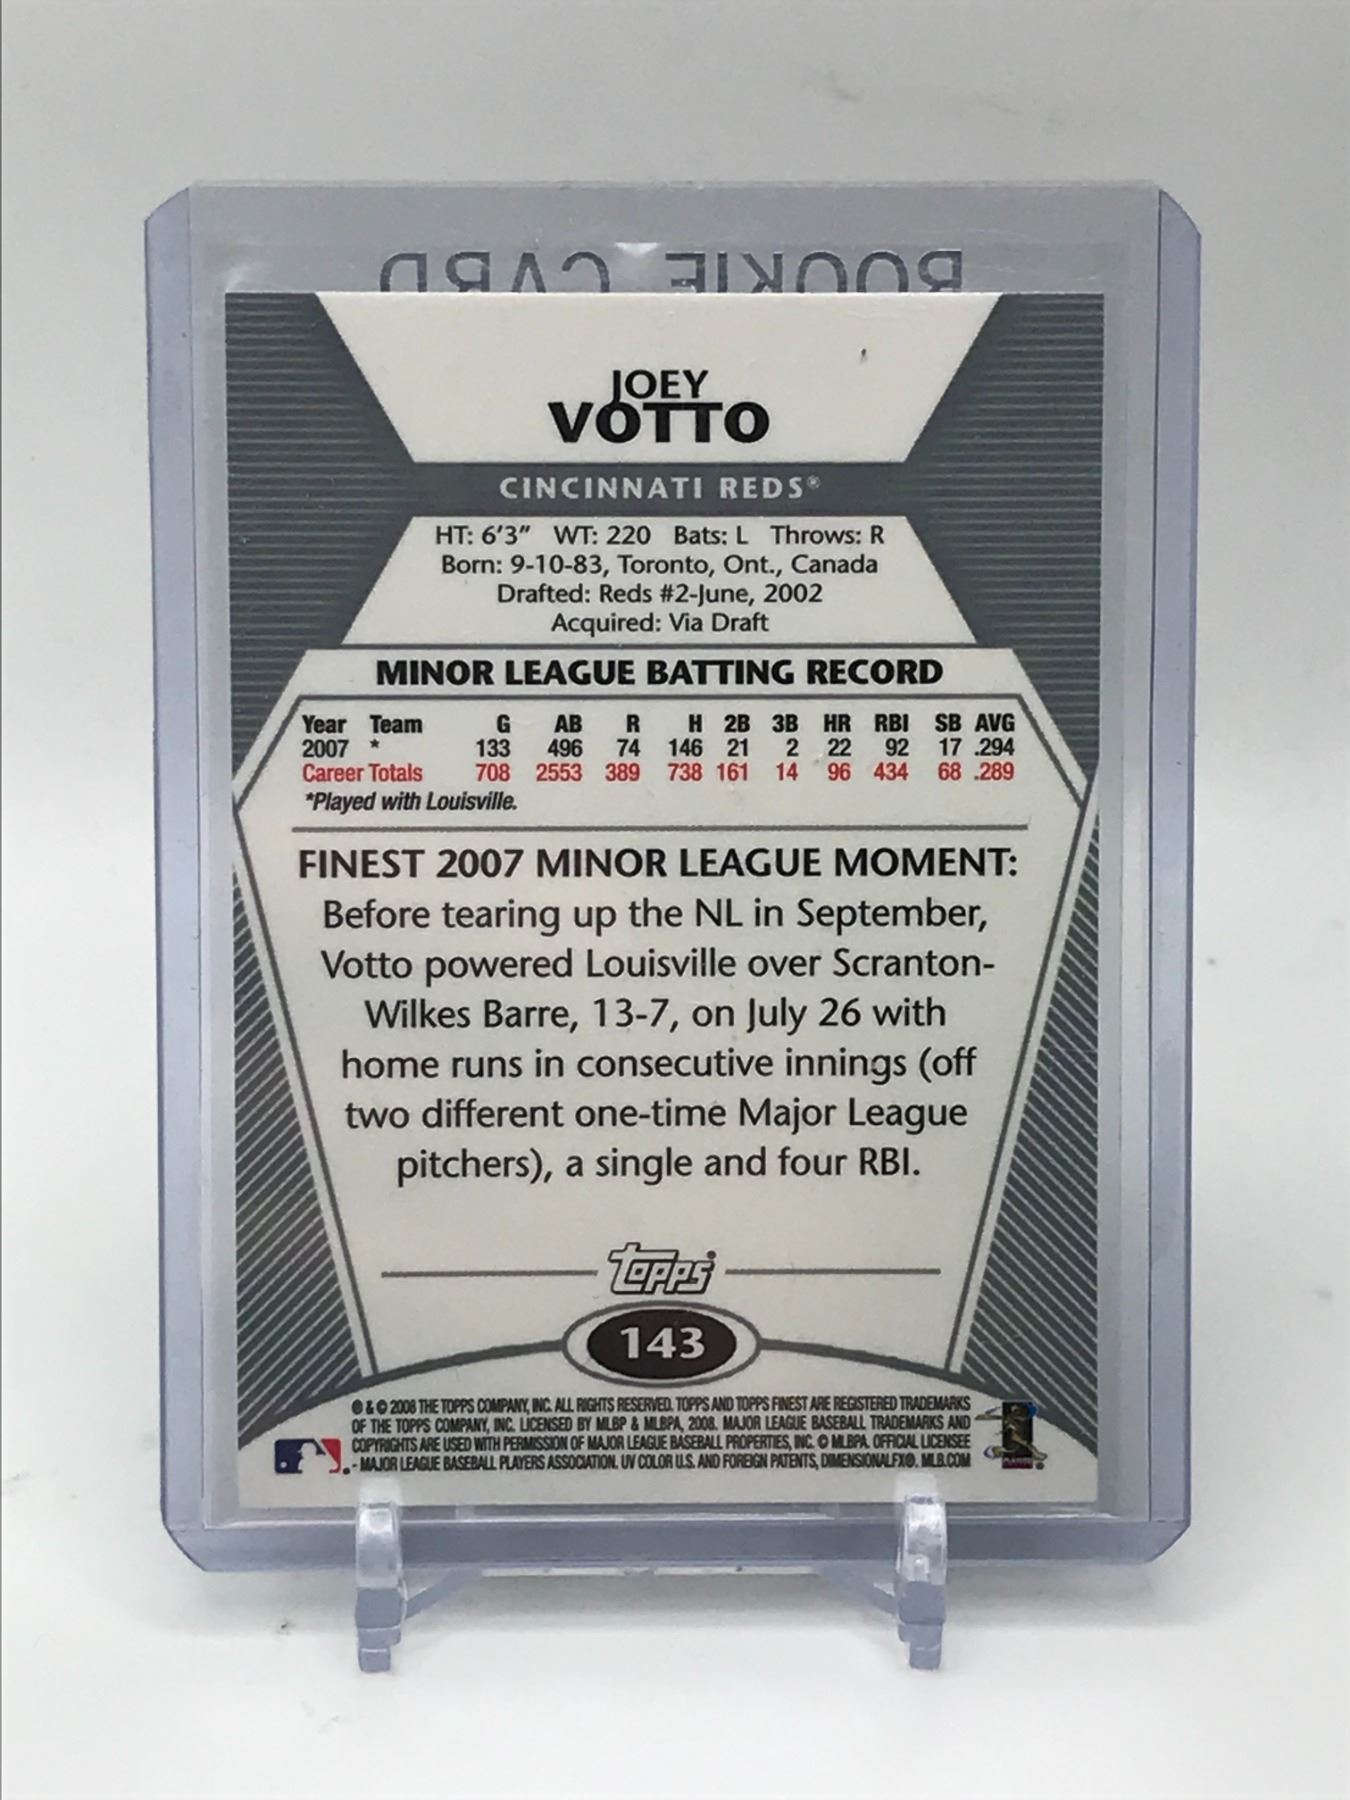 ROOKIE CARD
JOEY
VOTTO
CINCINNATI REDS®
HT: 6'3" WT: 220 Bats: L Throws: R
Born: 9-10-83, Toronto, Ont., Canada
Drafted: Reds #2-June, 2002
Acquired: Via Draft
MINOR LEAGUE BATTING RECORD
Year Team G AB R H 2B 3B HR RBI SB AVG
2007 * 133 496 74 146 21 2 22 92 17 .294
Career Totals 708 2553 389 738 161 14 96 434 68 .289
*Played with Louisville.
FINEST 2007 MINOR LEAGUE MOMENT:
Before tearing up the NL in September,
Votto powered Louisville over Scranton-
Wilkes Barre, 13-7, on July 26 with
home runs in consecutive innings (off
two different one-time Major League
pitchers), a single and four RBI.
Topps®
143
® & © 2008 THE TOPPS COMPANY, INC. ALL RIGHTS RESERVED. TOPPS AND TOPPS FINEST ARE REGISTERED TRADEMARKS
OF THE TOPPS COMPANY, INC. LICENSED BY MLBP & MLBPA, 2008. MAJOR LEAGUE BASEBALL TRADEMARKS AND
COPYRIGHTS ARE USED WITH PERMISSION OF MAJOR LEAGUE BASEBALL PROPERTIES, INC. © MLBPA. OFFICIAL LICENSEE
- MAJOR LEAGUE BASEBALL PLAYERS ASSOCIATION. UV COLOR U.S. AND FOREIGN PATENTS, DIMENSIONALFX®. MLB.COM